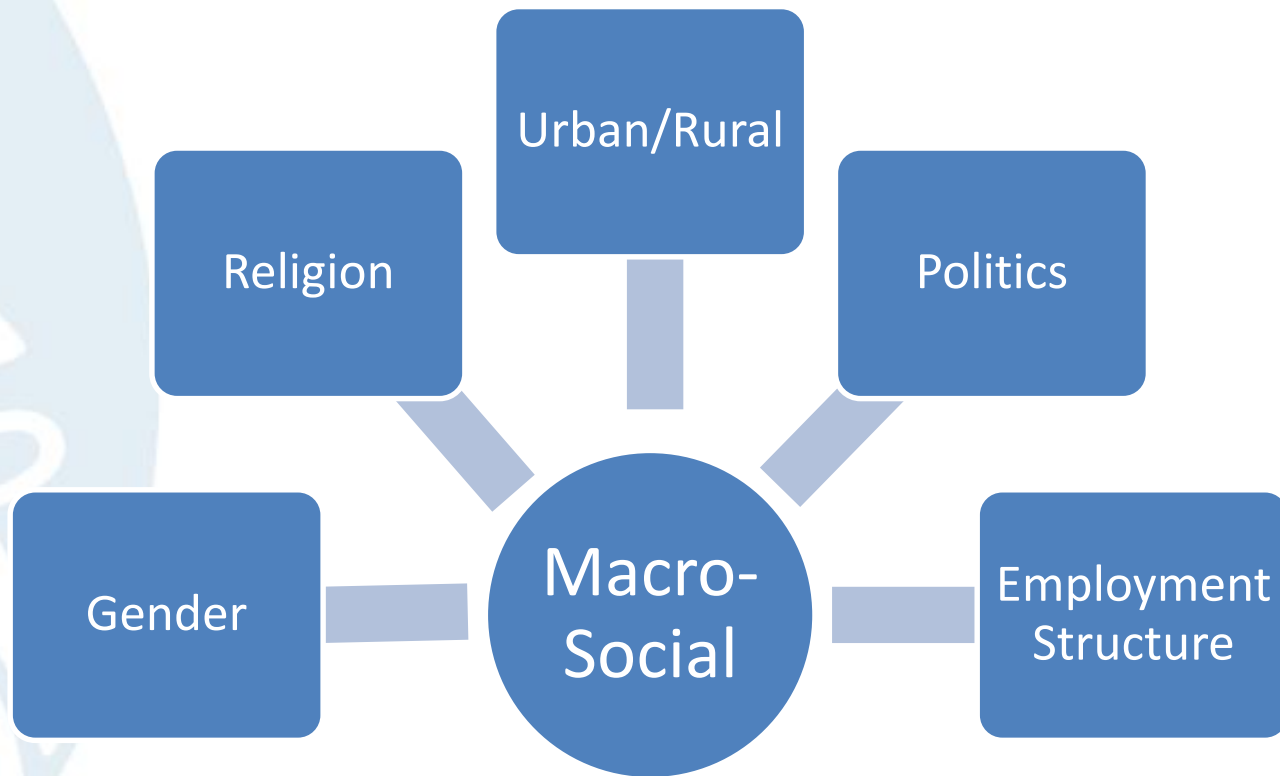 Urban/Rural
Religion
Politics
Gender
Macro-
Social
Employment
Structure